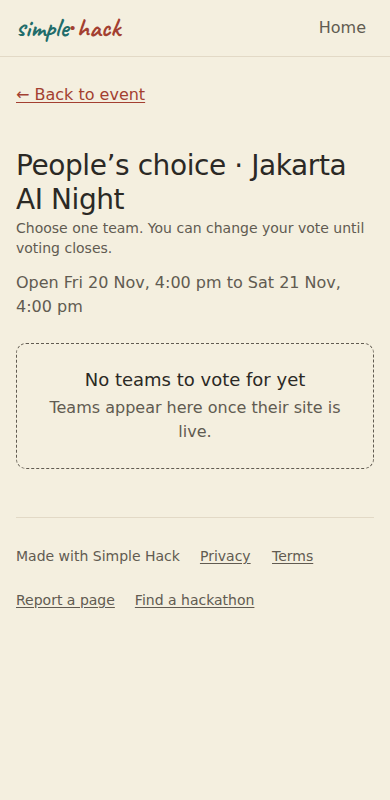 simple·hack
Home
← Back to event
People’s choice · Jakarta
AI Night
Choose one team. You can change your vote until
voting closes.
Open Fri 20 Nov, 4:00 pm to Sat 21 Nov,
4:00 pm
No teams to vote for yet
Teams appear here once their site is
live.
Made with Simple Hack Privacy Terms
Report a page Find a hackathon